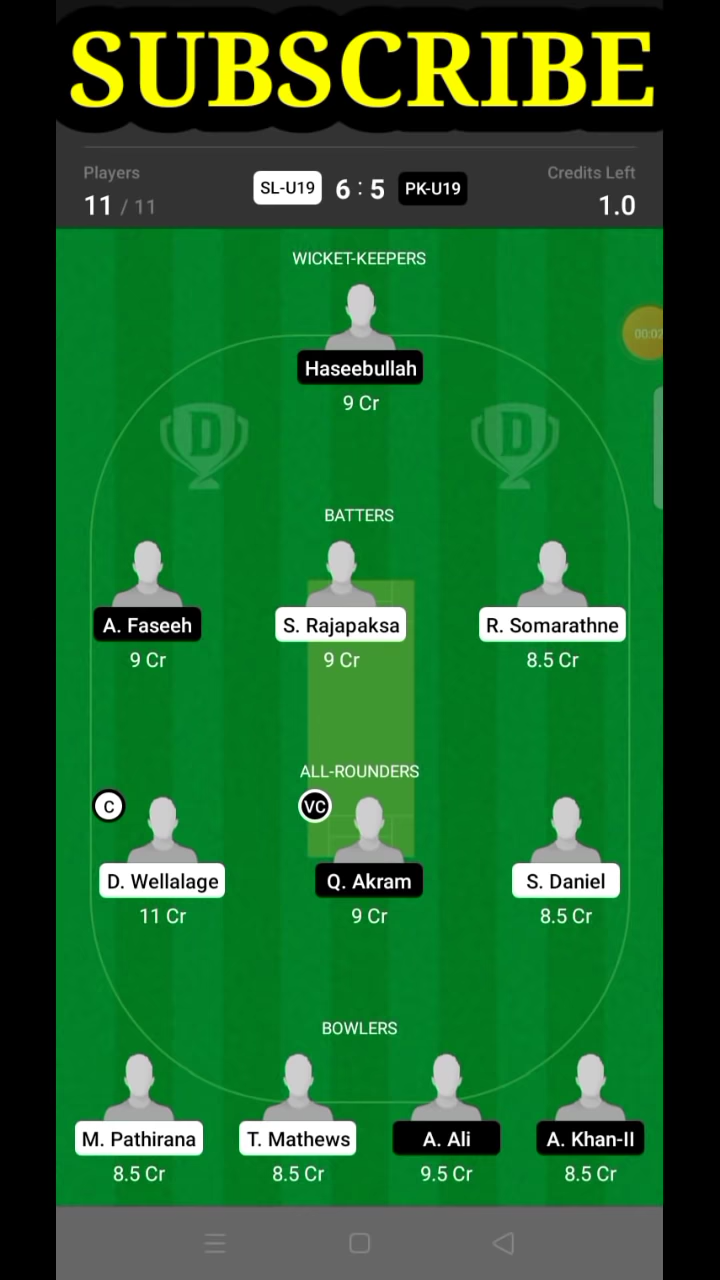 SUBSCRIBE
Players
Credits Left
11 / 11
SL-U19 6 : 5 PK-U19
1.0
WICKET-KEEPERS
00:02
Haseebullah
9 Cr
D D
BATTERS
A. Faseeh S. Rajapaksa R. Somarathne
9 Cr 9 Cr 8.5 Cr
ALL-ROUNDERS
C VC
D. Wellalage Q. Akram S. Daniel
11 Cr 9 Cr 8.5 Cr
BOWLERS
M. Pathirana T. Mathews A. Ali A. Khan-II
8.5 Cr 8.5 Cr 9.5 Cr 8.5 Cr